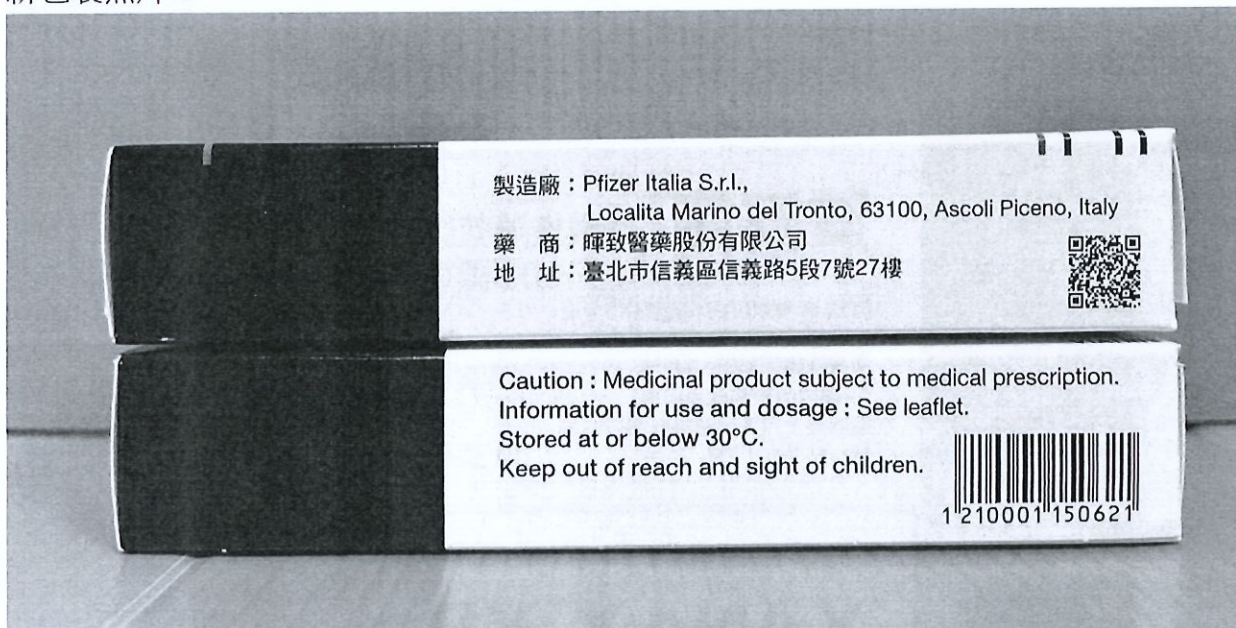 製造廠：Pfizer Italia S.r.l.,
Localita Marino del Tronto, 63100, Ascoli Piceno, Italy
藥　商：暉致醫藥股份有限公司
地　址：臺北市信義區信義路5段7號27樓
Caution : Medicinal product subject to medical prescription.
Information for use and dosage : See leaflet.
Stored at or below 30°C.
Keep out of reach and sight of children.
1 210001 150621